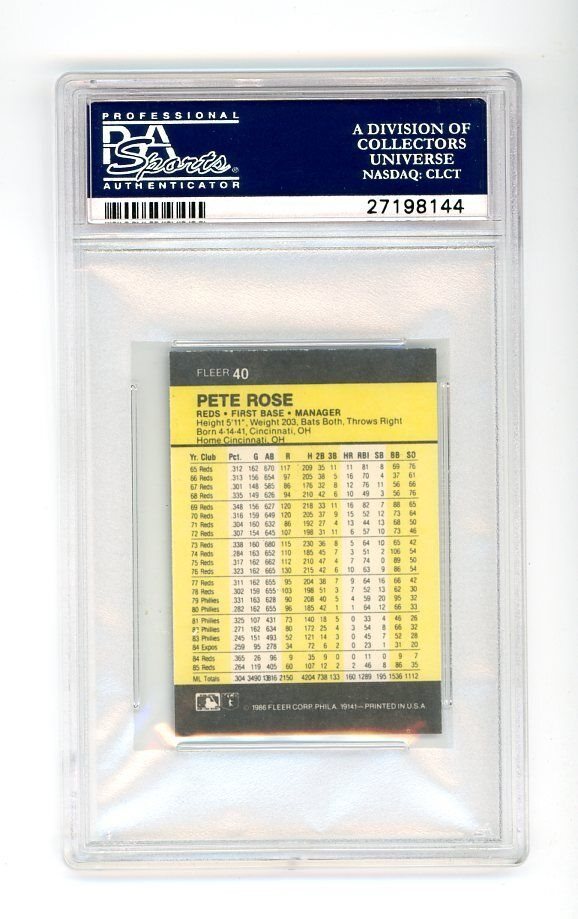 PROFESSIONAL
PSA
Sports
AUTHENTICATOR
A DIVISION OF
COLLECTORS
UNIVERSE
NASDAQ: CLCT
27198144
FLEER 40
PETE ROSE
REDS • FIRST BASE • MANAGER
Height 5'11", Weight 203, Bats Both, Throws Right
Born 4-14-41, Cincinnati, OH
Home Cincinnati, OH
Yr. Club Pct. G AB R H 2B 3B HR RBI SB BB SO
65 Reds .312 162 670 117 209 35 11 11 81 8 69 76
66 Reds .313 156 654 97 205 38 5 16 70 4 37 61
67 Reds .301 148 585 86 176 32 8 12 76 11 56 66
68 Reds .335 149 626 94 210 42 6 10 49 3 56 76
69 Reds .348 156 627 120 218 33 11 16 82 7 88 65
70 Reds .316 159 649 120 205 37 9 15 52 12 73 64
71 Reds .304 160 632 86 192 27 4 13 44 13 68 50
72 Reds .307 154 645 107 198 31 11 6 57 10 73 46
73 Reds .338 160 680 115 230 36 8 5 64 10 65 42
74 Reds .284 163 652 110 185 45 7 3 51 2 106 54
75 Reds .317 162 662 112 210 47 4 7 74 0 89 50
76 Reds .323 162 665 130 215 42 6 10 63 9 86 54
77 Reds .311 162 655 95 204 38 7 9 64 16 66 42
78 Reds .302 159 655 103 198 51 3 7 52 13 62 30
79 Phillies .331 163 628 90 208 40 5 4 59 20 95 32
80 Phillies .282 162 655 96 185 42 1 1 64 12 66 33
81 Phillies .325 107 431 73 140 18 5 0 33 4 46 26
82 Phillies .271 162 634 80 172 25 4 3 54 8 66 32
83 Phillies .245 151 493 52 121 14 3 0 45 7 52 28
84 Expos .259 95 278 34 72 6 2 0 23 1 31 20
84 Reds .365 26 96 9 35 9 0 0 11 0 9 7
85 Reds .264 119 405 60 107 12 2 2 46 8 86 35
ML Totals .304 3490 13816 2150 4204 738 133 160 1289 195 1536 1112
© 1986 FLEER CORP. PHILA. 19141—PRINTED IN U.S.A.